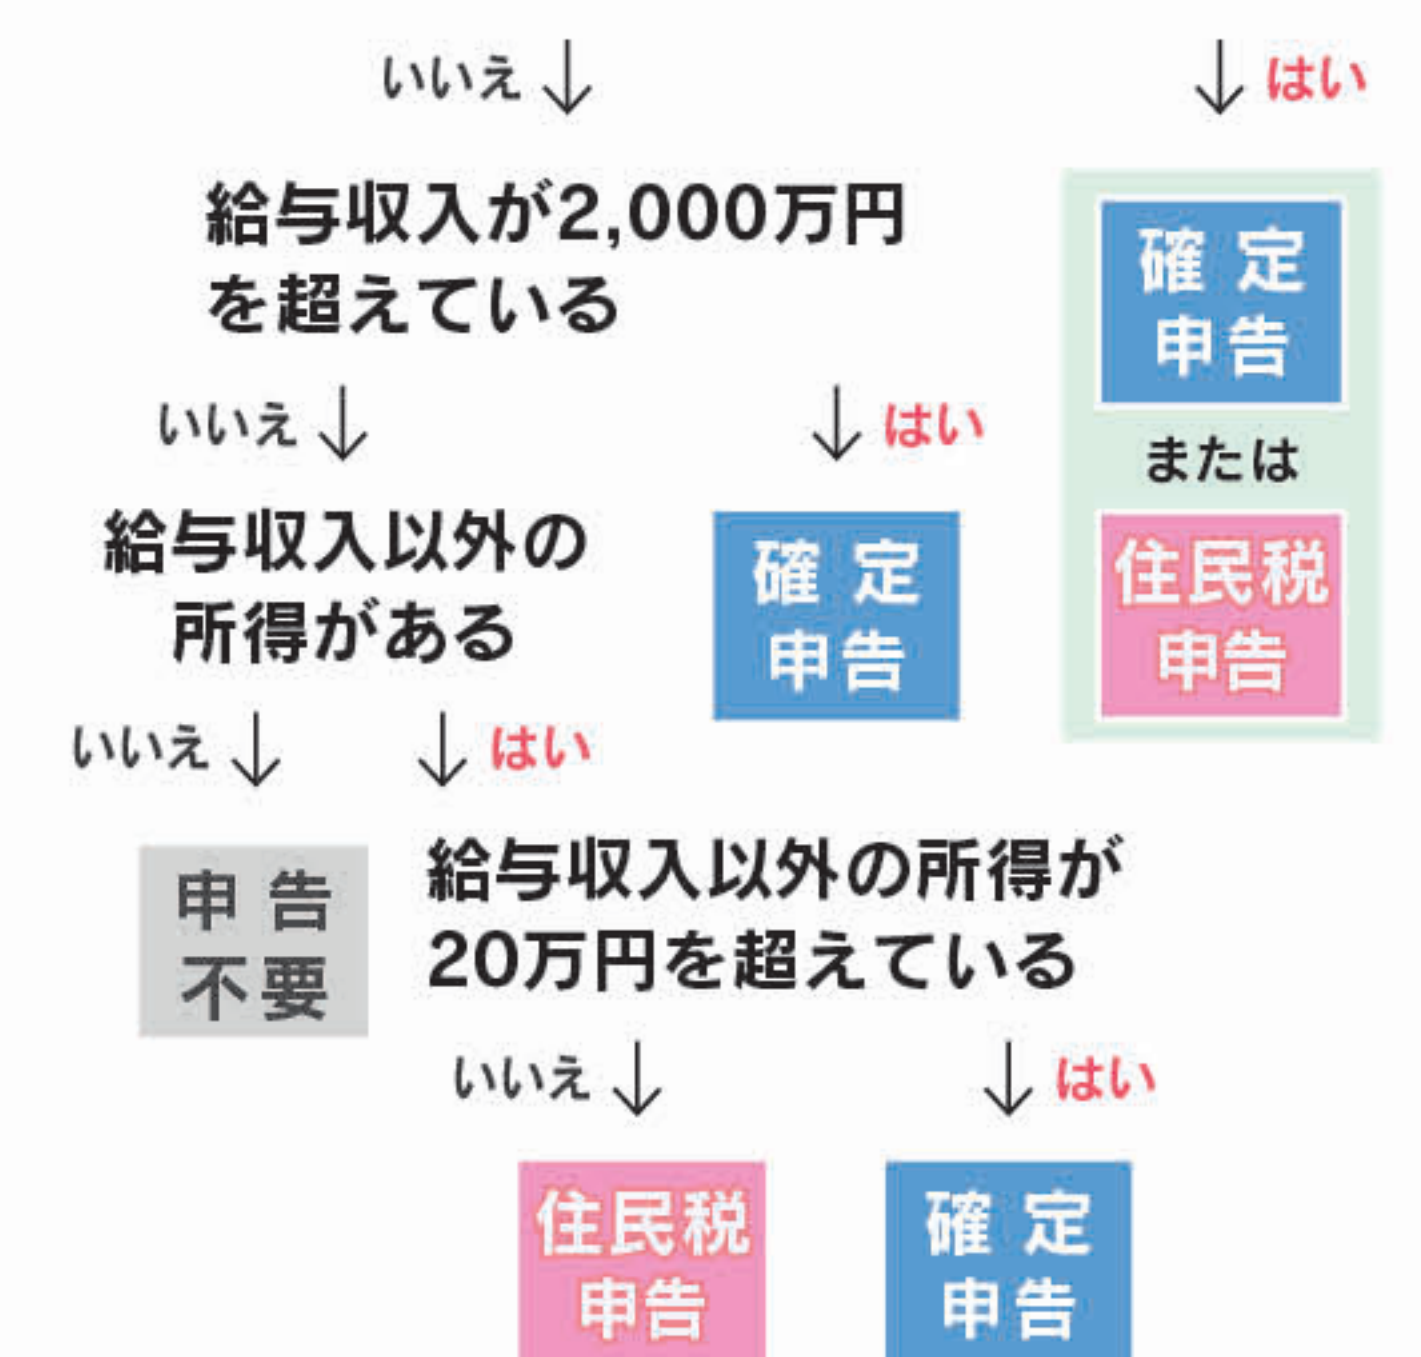 いいえ
はい
給与収入が2,000万円
を超えている
確定
申告
または
住民税
申告
いいえ
はい
給与収入以外の
所得がある
確定
申告
いいえ
はい
申告
不要
給与収入以外の所得が
20万円を超えている
いいえ
はい
住民税
申告
確定
申告